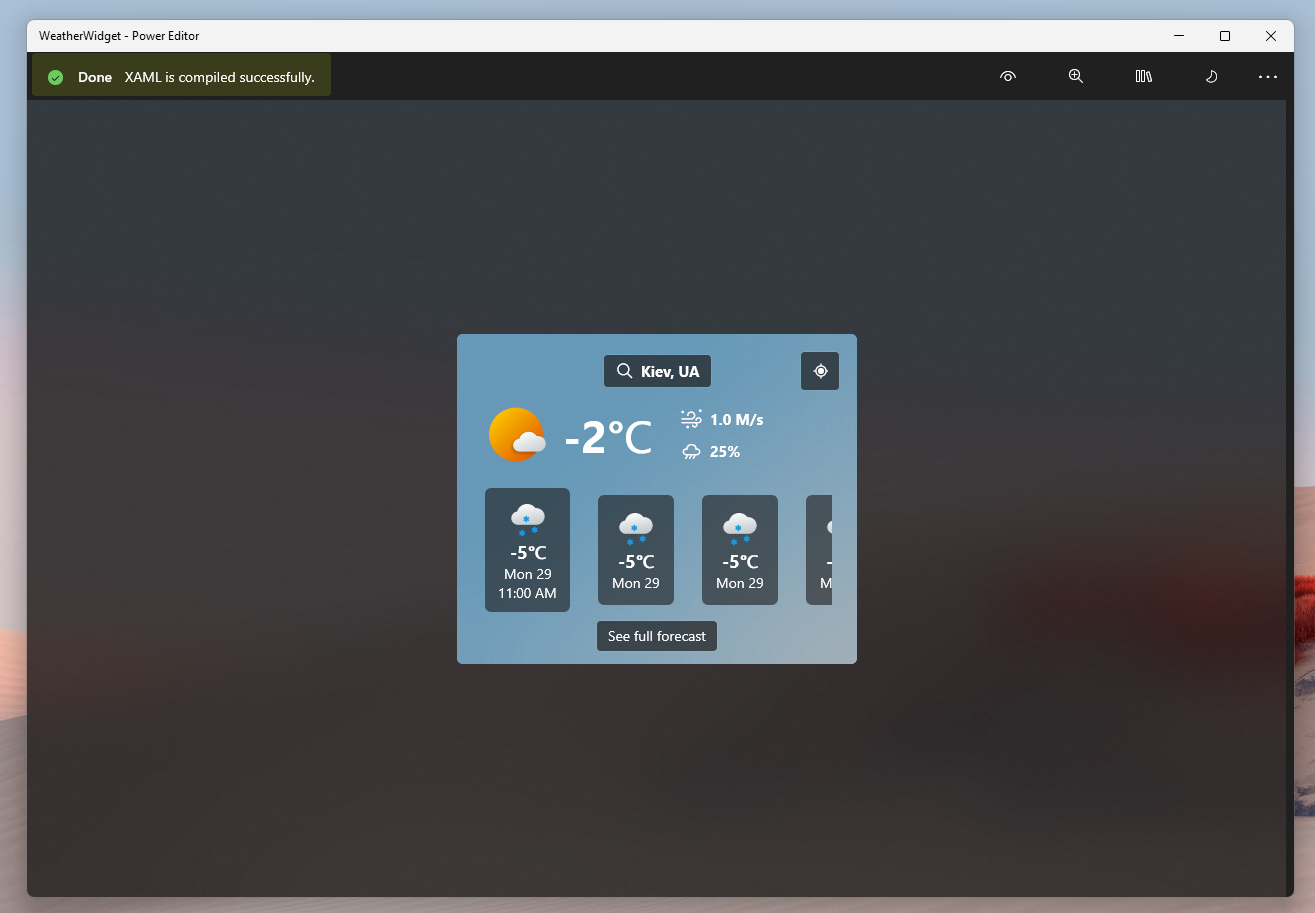 WeatherWidget - Power Editor
Done XAML is compiled successfully.
Kiev, UA
-2°C
1.0 M/s
25%
-5°C
Mon 29
11:00 AM
-5°C
Mon 29
-5°C
Mon 29
-
M
See full forecast